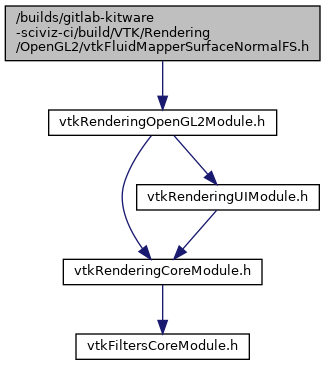 /builds/gitlab-kitware
-sciviz-ci/build/VTK/Rendering
/OpenGL2/vtkFluidMapperSurfaceNormalFS.h
vtkRenderingOpenGL2Module.h
vtkRenderingUIModule.h
vtkRenderingCoreModule.h
vtkFiltersCoreModule.h